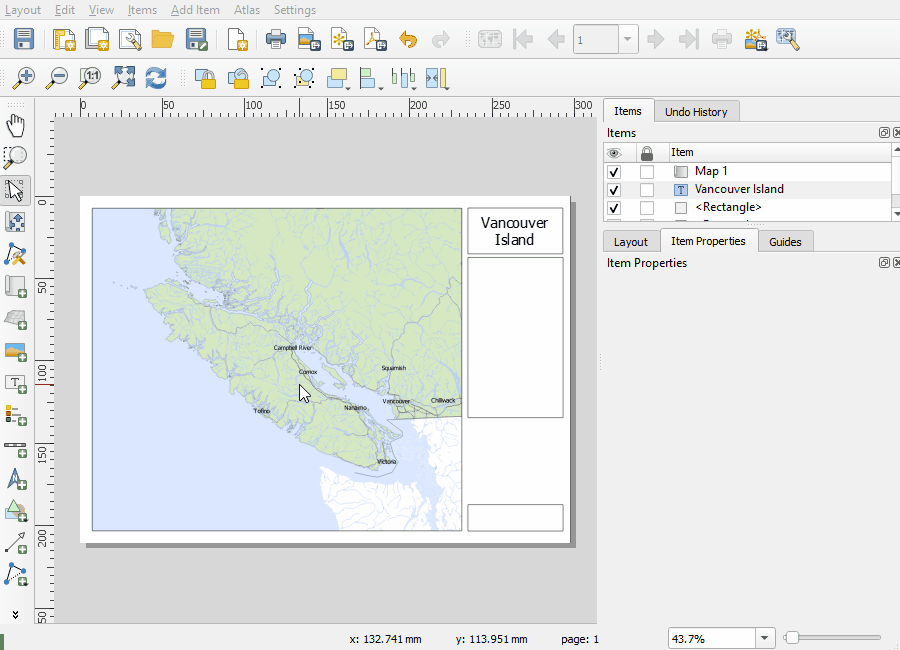 Layout Edit View Items Add Item Atlas Settings
1
1:1
0 50 100 150 200 250 300
Items Undo History
Items
Item
Map 1
T Vancouver Island
<Rectangle>
Layout Item Properties Guides
Item Properties
0
50
100
150
200
50
T
Vancouver
Island
Campbell River
Comox
Squamish
Vancouver
Chilliwack
Tofino
Nanaimo
Victoria
x: 132.741 mm y: 113.951 mm page: 1 43.7%